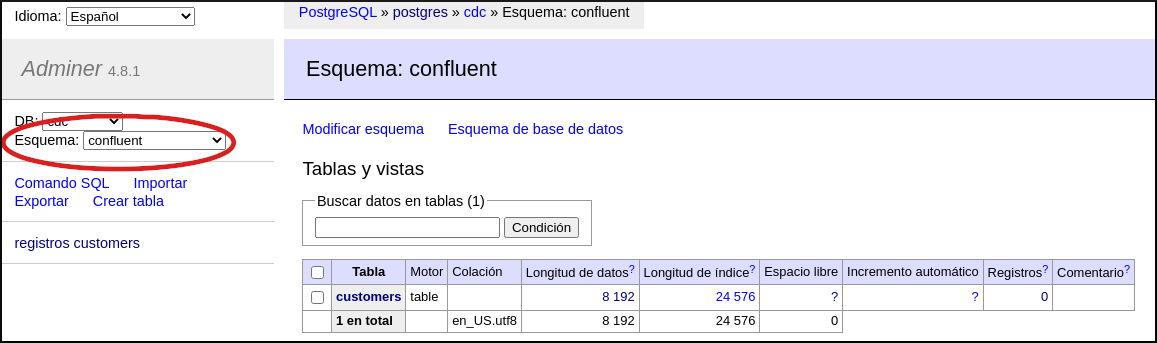 Idioma: Español
PostgreSQL » postgres » cdc » Esquema: confluent
Adminer 4.8.1
Esquema: confluent
DB: cdc
Esquema: confluent
Modificar esquema Esquema de base de datos
Tablas y vistas
Comando SQL Importar
Exportar Crear tabla
registros customers
Buscar datos en tablas (1)
Condición
Tabla Motor Colación Longitud de datos? Longitud de índice? Espacio libre Incremento automático Registros? Comentario?
customers table 8 192 24 576 ? ? 0
1 en total en_US.utf8 8 192 24 576 0